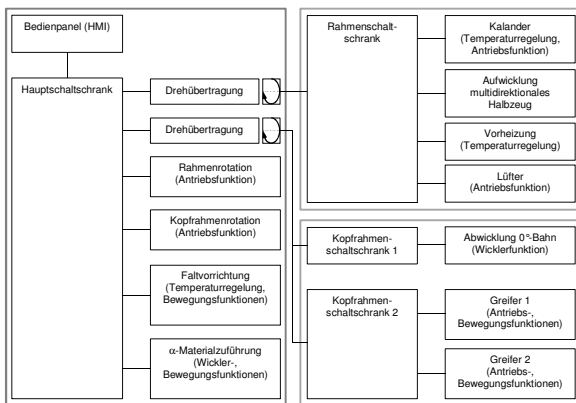 Bedienpanel (HMI)
Hauptschaltschrank
Drehübertragung
Drehübertragung
Rahmenrotation
(Antriebsfunktion)
Kopfrahmenrotation
(Antriebsfunktion)
Faltvorrichtung
(Temperaturregelung,
Bewegungsfunktionen)
α-Materialzuführung
(Wickler-,
Bewegungsfunktionen)
Rahmenschalt-
schrank
Kalander
(Temperaturregelung,
Antriebsfunktion)
Aufwicklung
multidirektionales
Halbzeug
Vorheizung
(Temperaturregelung)
Lüfter
(Antriebsfunktion)
Kopfrahmen-
schaltschrank 1
Abwicklung 0°-Bahn
(Wicklerfunktion)
Kopfrahmen-
schaltschrank 2
Greifer 1
(Antriebs-,
Bewegungsfunktionen)
Greifer 2
(Antriebs-,
Bewegungsfunktionen)